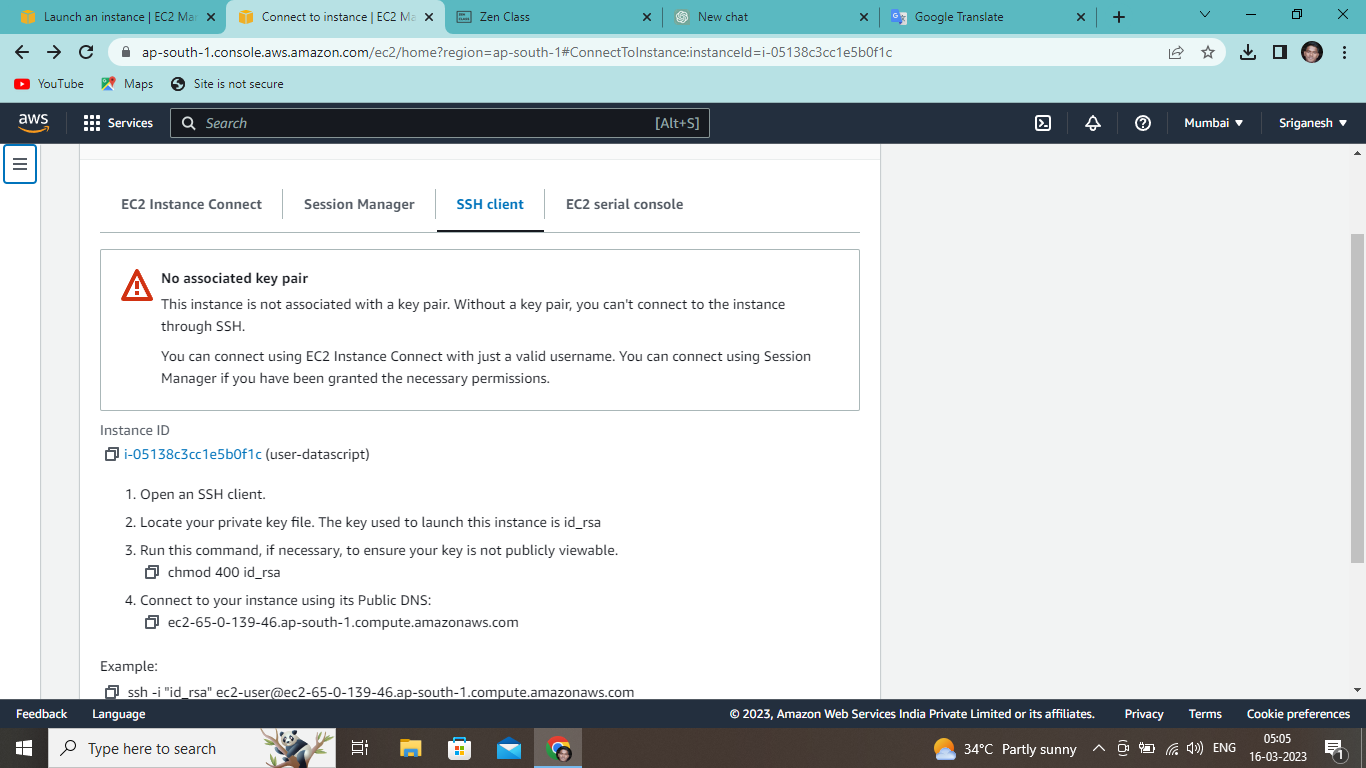 Launch an instance | EC2 Mar
Connect to instance | EC2 Ma
Zen Class
New chat
Google Translate
ap-south-1.console.aws.amazon.com/ec2/home?region=ap-south-1#ConnectToInstance:instanceId=i-05138c3cc1e5b0f1c
YouTube
Maps
Site is not secure
aws
Services
Search
[Alt+S]
Mumbai
Sriganesh
EC2 Instance Connect
Session Manager
SSH client
EC2 serial console
No associated key pair
This instance is not associated with a key pair. Without a key pair, you can't connect to the instance
through SSH.
You can connect using EC2 Instance Connect with just a valid username. You can connect using Session
Manager if you have been granted the necessary permissions.
Instance ID
i-05138c3cc1e5b0f1c (user-datascript)
1. Open an SSH client.
2. Locate your private key file. The key used to launch this instance is id_rsa
3. Run this command, if necessary, to ensure your key is not publicly viewable.
chmod 400 id_rsa
4. Connect to your instance using its Public DNS:
ec2-65-0-139-46.ap-south-1.compute.amazonaws.com
Example:
ssh -i "id_rsa" ec2-user@ec2-65-0-139-46.ap-south-1.compute.amazonaws.com
Feedback
Language
© 2023, Amazon Web Services India Private Limited or its affiliates.
Privacy
Terms
Cookie preferences
Type here to search
34°C Partly sunny
ENG
05:05
16-03-2023
1